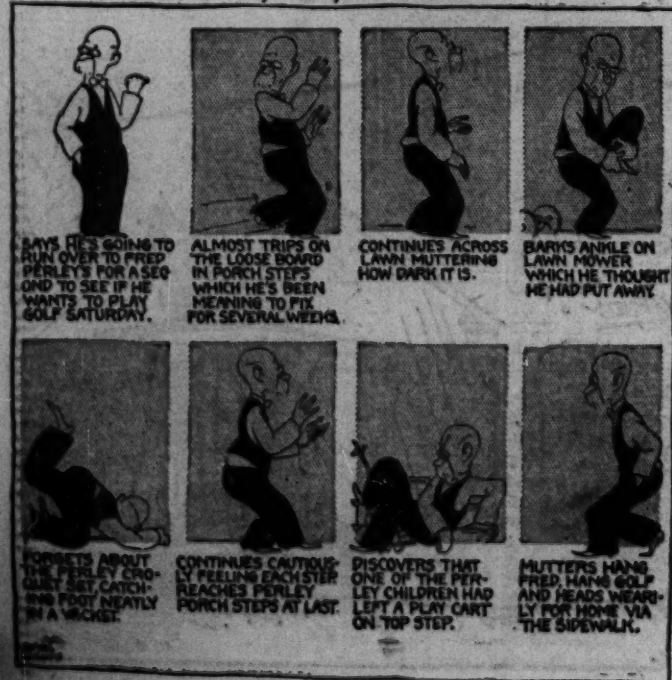 SAYS HE'S GOING TO
RUN OVER TO FRED
PERLEY'S FOR A SEC-
OND TO SEE IF HE
WANTS TO PLAY
GOLF SATURDAY.
ALMOST TRIPS ON
THE LOOSE BOARD
IN PORCH STEPS
WHICH HE'S BEEN
MEANING TO FIX
FOR SEVERAL WEEKS.
CONTINUES ACROSS
LAWN MUTTERING
HOW DARK IT IS.
BARKS ANKLE ON
LAWN MOWER
WHICH HE THOUGHT
HE HAD PUT AWAY.
FORGETS ABOUT
THE PERLEY CRO-
QUET SET, CATCH-
ING FOOT NEATLY
IN A WICKET.
CONTINUES CAUTIOUS-
LY FEELING EACH STEP.
REACHES PERLEY
PORCH STEPS AT LAST.
DISCOVERS THAT
ONE OF THE PER-
LEY CHILDREN HAD
LEFT A PLAY CART
ON TOP STEP.
MUTTERS HANG
FRED, HANG GOLF
AND HEADS WEARI-
LY FOR HOME VIA
THE SIDEWALK.